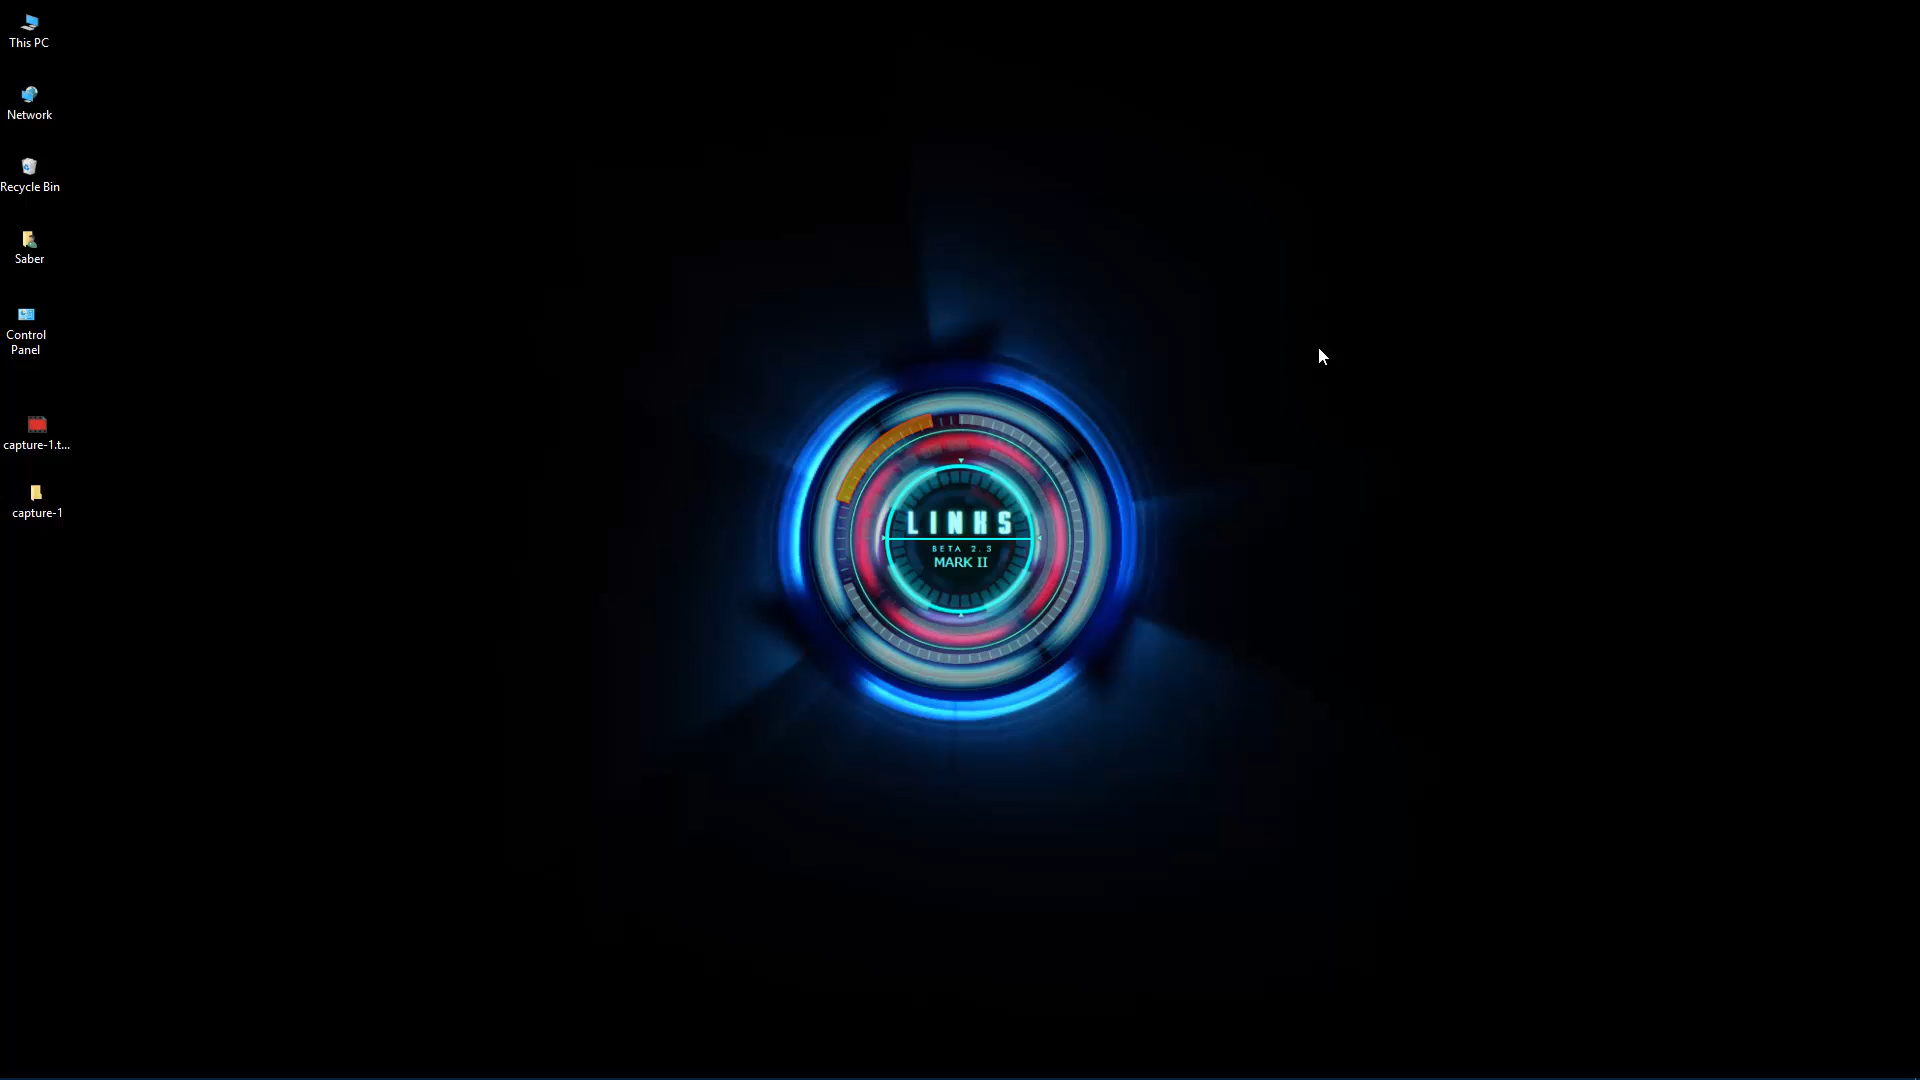 This PC
Network
Recycle Bin
Saber
Control
Panel
capture-1.t...
capture-1
LINKS
BETA 2.3
MARK II